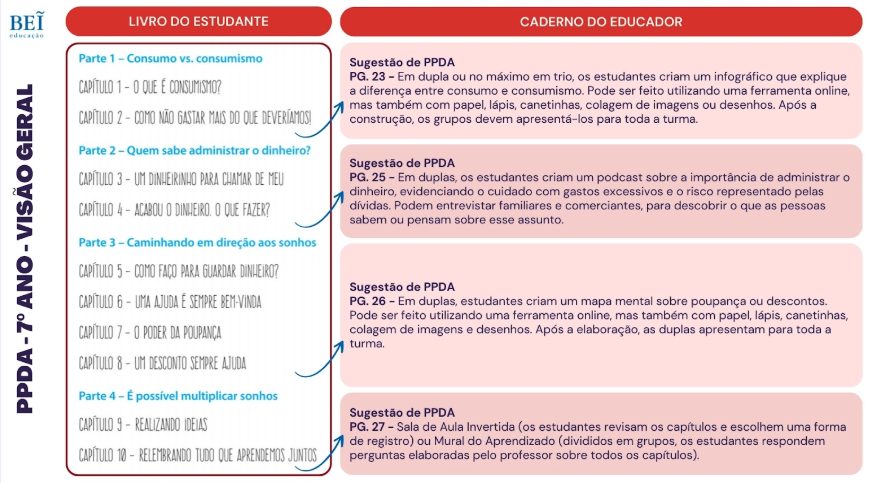 BEĨ
educação
LIVRO DO ESTUDANTE
CADERNO DO EDUCADOR
PPDA - 7º ANO - VISÃO GERAL
Parte 1 – Consumo vs. consumismo
CAPÍTULO 1 - O QUE É CONSUMISMO?
CAPÍTULO 2 - COMO NÃO GASTAR MAIS DO QUE DEVERÍAMOS!
Parte 2 – Quem sabe administrar o dinheiro?
CAPÍTULO 3 - UM DINHEIRINHO PARA CHAMAR DE MEU
CAPÍTULO 4 - ACABOU O DINHEIRO. O QUE FAZER?
Parte 3 – Caminhando em direção aos sonhos
CAPÍTULO 5 - COMO FAÇO PARA GUARDAR DINHEIRO?
CAPÍTULO 6 - UMA AJUDA É SEMPRE BEM-VINDA
CAPÍTULO 7 - O PODER DA POUPANÇA
CAPÍTULO 8 - UM DESCONTO SEMPRE AJUDA
Parte 4 – É possível multiplicar sonhos
CAPÍTULO 9 - REALIZANDO IDEIAS
CAPÍTULO 10 - RELEMBRANDO TUDO QUE APRENDEMOS JUNTOS
Sugestão de PPDA
PG. 23 - Em dupla ou no máximo em trio, os estudantes criam um infográfico que explique
a diferença entre consumo e consumismo. Pode ser feito utilizando uma ferramenta online,
mas também com papel, lápis, canetinhas, colagem de imagens ou desenhos. Após a
construção, os grupos devem apresentá-los para toda a turma.
Sugestão de PPDA
PG. 25 - Em duplas, os estudantes criam um podcast sobre a importância de administrar o
dinheiro, evidenciando o cuidado com gastos excessivos e o risco representado pelas
dívidas. Podem entrevistar familiares e comerciantes, para descobrir o que as pessoas
sabem ou pensam sobre esse assunto.
Sugestão de PPDA
PG. 26 - Em duplas, estudantes criam um mapa mental sobre poupança ou descontos.
Pode ser feito utilizando uma ferramenta online, mas também com papel, lápis, canetinhas,
colagem de imagens e desenhos. Após a elaboração, as duplas apresentam para toda a
turma.
Sugestão de PPDA
PG. 27 - Sala de Aula Invertida (os estudantes revisam os capítulos e escolhem uma forma
de registro) ou Mural do Aprendizado (divididos em grupos, os estudantes respondem
perguntas elaboradas pelo professor sobre todos os capítulos).